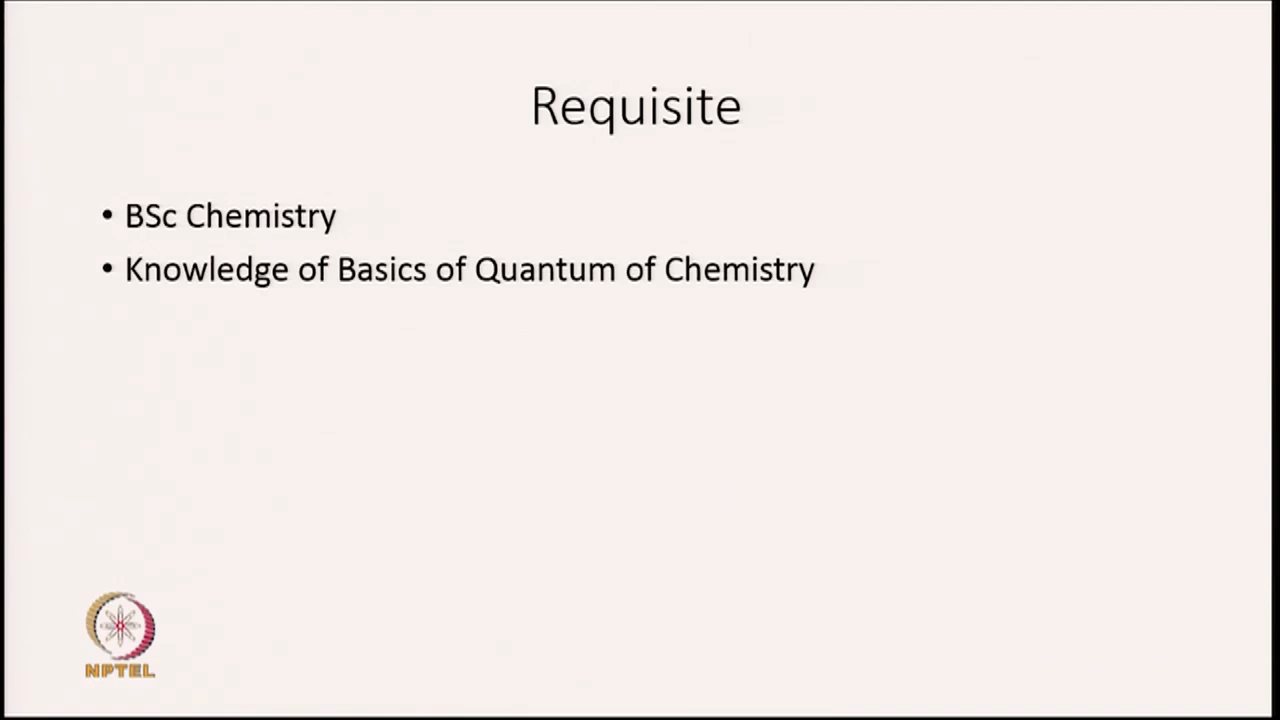 Requisite
• BSc Chemistry
• Knowledge of Basics of Quantum of Chemistry
NPTEL